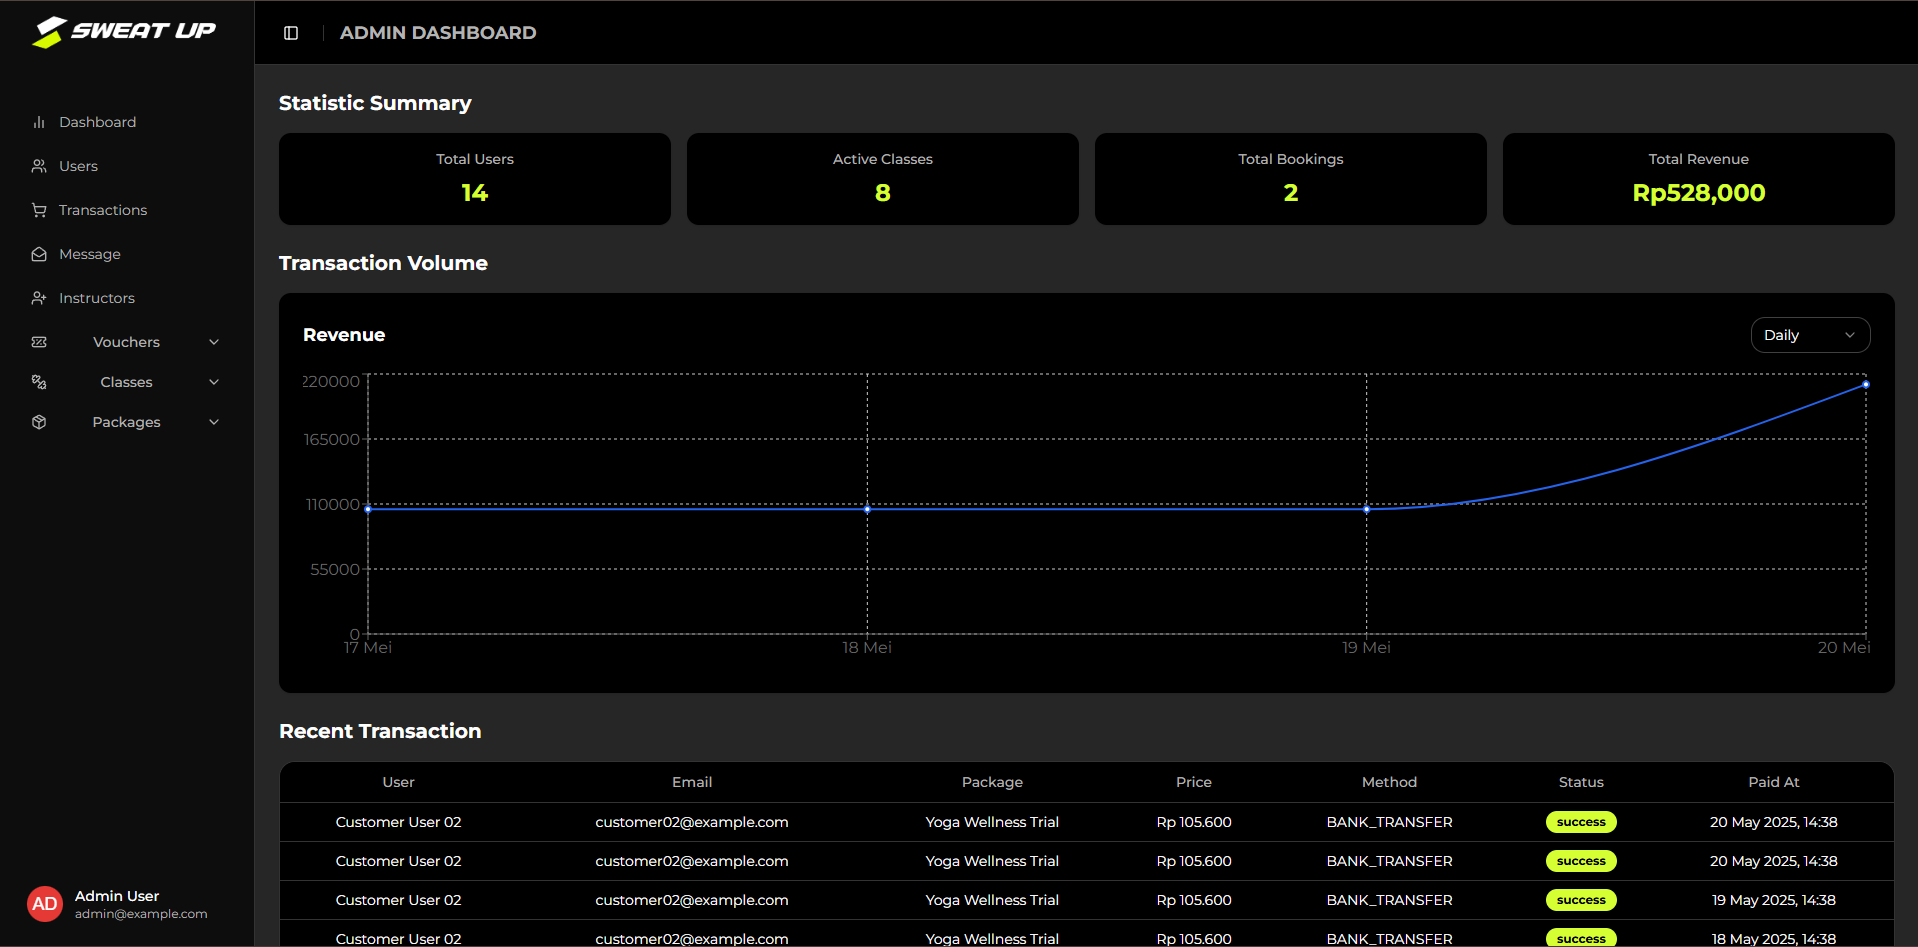 SWEAT UP
ADMIN DASHBOARD
Dashboard
Users
Transactions
Message
Instructors
Vouchers
Classes
Packages
AD
Admin User
admin@example.com
Statistic Summary
Total Users
14
Active Classes
8
Total Bookings
2
Total Revenue
Rp528,000
Transaction Volume
Revenue
Daily
220000
165000
110000
55000
0
17 Mei 18 Mei 19 Mei 20 Mei
Recent Transaction
User Email Package Price Method Status Paid At
Customer User 02 customer02@example.com Yoga Wellness Trial Rp 105.600 BANK_TRANSFER success 20 May 2025, 14:38
Customer User 02 customer02@example.com Yoga Wellness Trial Rp 105.600 BANK_TRANSFER success 20 May 2025, 14:38
Customer User 02 customer02@example.com Yoga Wellness Trial Rp 105.600 BANK_TRANSFER success 19 May 2025, 14:38
Customer User 02 customer02@example.com Yoga Wellness Trial Rp 105.600 BANK_TRANSFER success 18 May 2025, 14:38